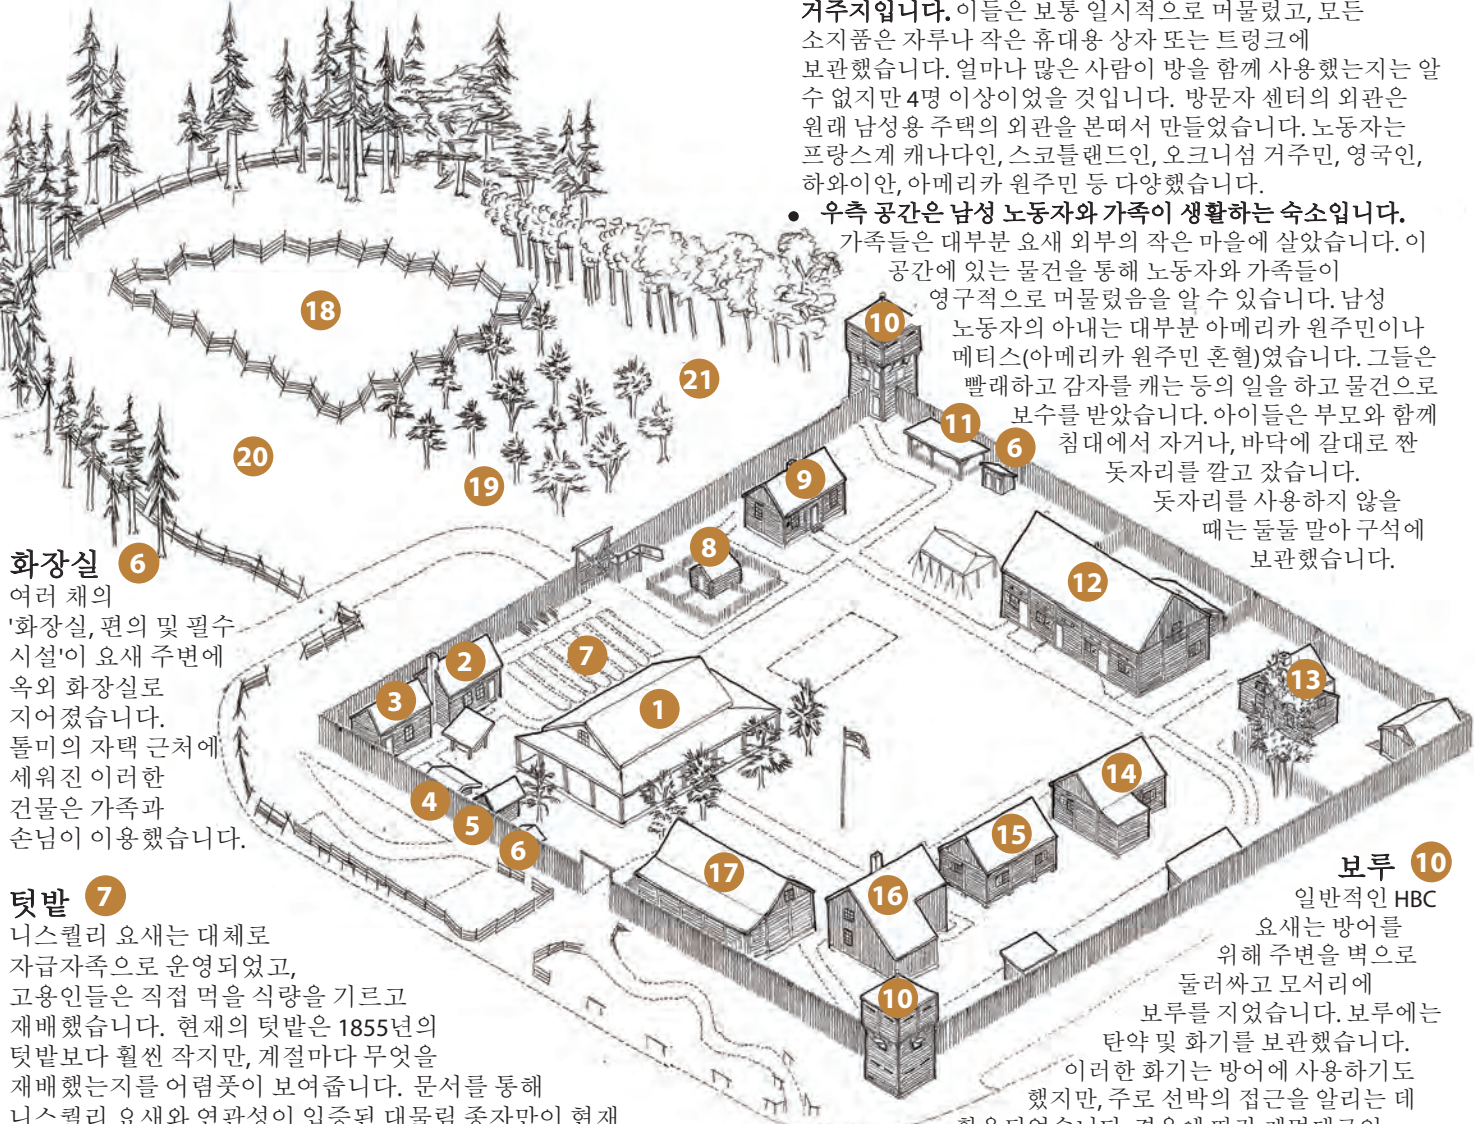 거주지입니다. 이들은 보통 일시적으로 머물렀고, 모든
소지품은 자루나 작은 휴대용 상자 또는 트렁크에
보관했습니다. 얼마나 많은 사람이 방을 함께 사용했는지는 알
수 없지만 4명 이상이었을 것입니다. 방문자 센터의 외관은
원래 남성용 주택의 외관을 본떠서 만들었습니다. 노동자는
프랑스계 캐나다인, 스코틀랜드인, 오크니섬 거주민, 영국인,
하와이안, 아메리카 원주민 등 다양했습니다.
• 우측 공간은 남성 노동자와 가족이 생활하는 숙소입니다.
가족들은 대부분 요새 외부의 작은 마을에 살았습니다. 이
공간에 있는 물건을 통해 노동자와 가족들이
영구적으로 머물렀음을 알 수 있습니다. 남성
노동자의 아내는 대부분 아메리카 원주민이나
메티스(아메리카 원주민 혼혈)였습니다. 그들은
빨래하고 감자를 캐는 등의 일을 하고 물건으로
보수를 받았습니다. 아이들은 부모와 함께
침대에서 자거나, 바닥에 갈대로 짠
돗자리를 깔고 잤습니다.
돗자리를 사용하지 않을
때는 둘둘 말아 구석에
보관했습니다.
18
10
21
11
6
20
19
9
8
12
7
2
3
1
13
14
4
5
6
15
17
16
10
화장실 6
여러 채의
'화장실, 편의 및 필수
시설'이 요새 주변에
옥외 화장실로
지어졌습니다.
톨미의 자택 근처에
세워진 이러한
건물은 가족과
손님이 이용했습니다.
텃밭 7
니스퀄리 요새는 대체로
자급자족으로 운영되었고,
고용인들은 직접 먹을 식량을 기르고
재배했습니다. 현재의 텃밭은 1855년의
텃밭보다 훨씬 작지만, 계절마다 무엇을
재배했는지를 어렴풋이 보여줍니다. 문서를 통해
니스퀄리 요새와 연관성이 입증된 대물림 종자만이 현재
보루 10
일반적인 HBC
요새는 방어를
위해 주변을 벽으로
둘러싸고 모서리에
보루를 지었습니다. 보루에는
탄약 및 화기를 보관했습니다.
이러한 화기는 방어에 사용하기도
했지만, 주로 선박의 접근을 알리는 데